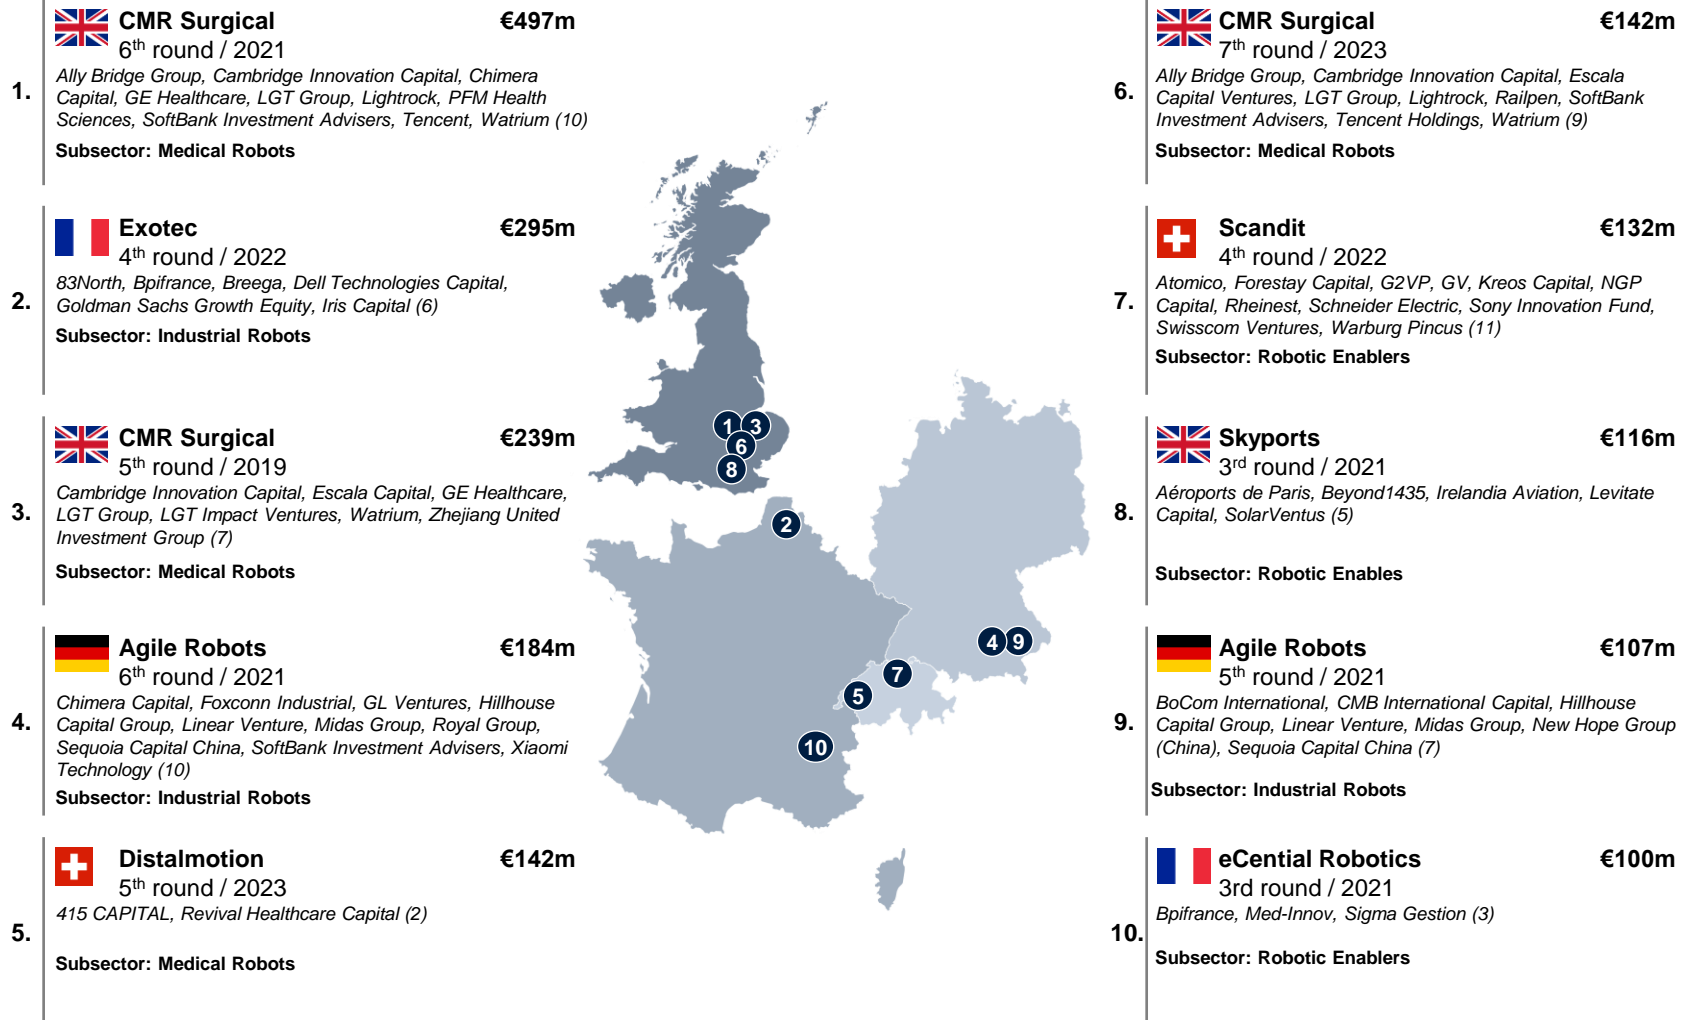 1.
CMR Surgical €497m
6th round / 2021
Ally Bridge Group, Cambridge Innovation Capital, Chimera
Capital, GE Healthcare, LGT Group, Lightrock, PFM Health
Sciences, SoftBank Investment Advisers, Tencent, Watrium (10)
Subsector: Medical Robots
2.
Exotec €295m
4th round / 2022
83North, Bpifrance, Breega, Dell Technologies Capital,
Goldman Sachs Growth Equity, Iris Capital (6)
Subsector: Industrial Robots
3.
CMR Surgical €239m
5th round / 2019
Cambridge Innovation Capital, Escala Capital, GE Healthcare,
LGT Group, LGT Impact Ventures, Watrium, Zhejiang United
Investment Group (7)
Subsector: Medical Robots
4.
Agile Robots €184m
6th round / 2021
Chimera Capital, Foxconn Industrial, GL Ventures, Hillhouse
Capital Group, Linear Venture, Midas Group, Royal Group,
Sequoia Capital China, SoftBank Investment Advisers, Xiaomi
Technology (10)
Subsector: Industrial Robots
5.
Distalmotion €142m
5th round / 2023
415 CAPITAL, Revival Healthcare Capital (2)
Subsector: Medical Robots
1 3
6
8
2
4 9
7
5
10
6.
CMR Surgical €142m
7th round / 2023
Ally Bridge Group, Cambridge Innovation Capital, Escala
Capital Ventures, LGT Group, Lightrock, Railpen, SoftBank
Investment Advisers, Tencent Holdings, Watrium (9)
Subsector: Medical Robots
7.
Scandit €132m
4th round / 2022
Atomico, Forestay Capital, G2VP, GV, Kreos Capital, NGP
Capital, Rheinest, Schneider Electric, Sony Innovation Fund,
Swisscom Ventures, Warburg Pincus (11)
Subsector: Robotic Enablers
8.
Skyports €116m
3rd round / 2021
Aéroports de Paris, Beyond1435, Irelandia Aviation, Levitate
Capital, SolarVentus (5)
Subsector: Robotic Enables
9.
Agile Robots €107m
5th round / 2021
BoCom International, CMB International Capital, Hillhouse
Capital Group, Linear Venture, Midas Group, New Hope Group
(China), Sequoia Capital China (7)
Subsector: Industrial Robots
10.
eCential Robotics €100m
3rd round / 2021
Bpifrance, Med-Innov, Sigma Gestion (3)
Subsector: Robotic Enablers